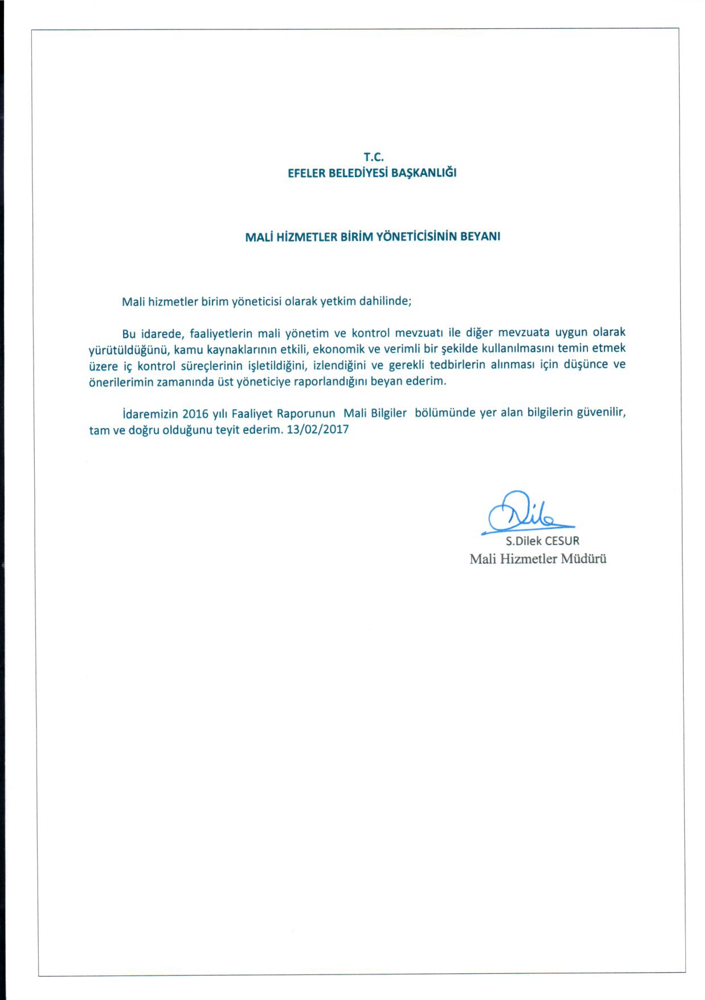 T.C.
EFELER BELEDİYESİ BAŞKANLIĞI
MALİ HİZMETLER BİRİM YÖNETİCİSİNİN BEYANI
Mali hizmetler birim yöneticisi olarak yetkim dahilinde;
Bu idarede, faaliyetlerin mali yönetim ve kontrol mevzuatı ile diğer mevzuata uygun olarak
yürütüldüğünü, kamu kaynaklarının etkili, ekonomik ve verimli bir şekilde kullanılmasını temin etmek
üzere iç kontrol süreçlerinin işletildiğini, izlendiğini ve gerekli tedbirlerin alınması için düşünce ve
önerilerimin zamanında üst yöneticiye raporlandığını beyan ederim.
İdaremizin 2016 yılı Faaliyet Raporunun Mali Bilgiler bölümünde yer alan bilgilerin güvenilir,
tam ve doğru olduğunu teyit ederim. 13/02/2017
S.Dilek CESUR
Mali Hizmetler Müdürü